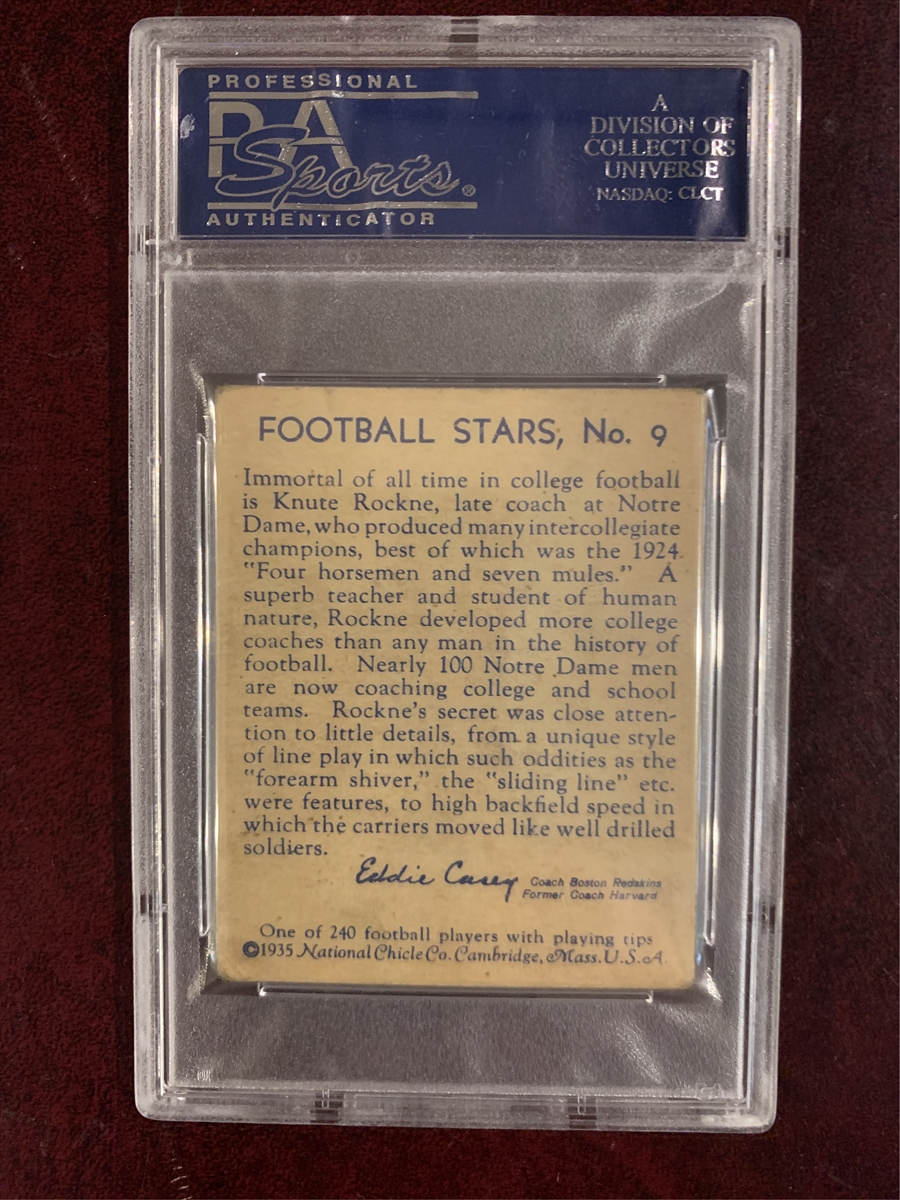 PROFESSIONAL
PSA
Sports®
AUTHENTICATOR
A
DIVISION OF
COLLECTORS
UNIVERSE
NASDAQ: CLCT
FOOTBALL STARS, No. 9
Immortal of all time in college football
is Knute Rockne, late coach at Notre
Dame, who produced many intercollegiate
champions, best of which was the 1924
"Four horsemen and seven mules." A
superb teacher and student of human
nature, Rockne developed more college
coaches than any man in the history of
football. Nearly 100 Notre Dame men
are now coaching college and school
teams. Rockne's secret was close atten-
tion to little details, from a unique style
of line play in which such oddities as the
"forearm shiver," the "sliding line" etc.
were features, to high backfield speed in
which the carriers moved like well drilled
soldiers.
Eddie Casey
Coach Boston Redskins
Former Coach Harvard
One of 240 football players with playing tips
©1935 National Chicle Co. Cambridge, Mass. U.S.A.